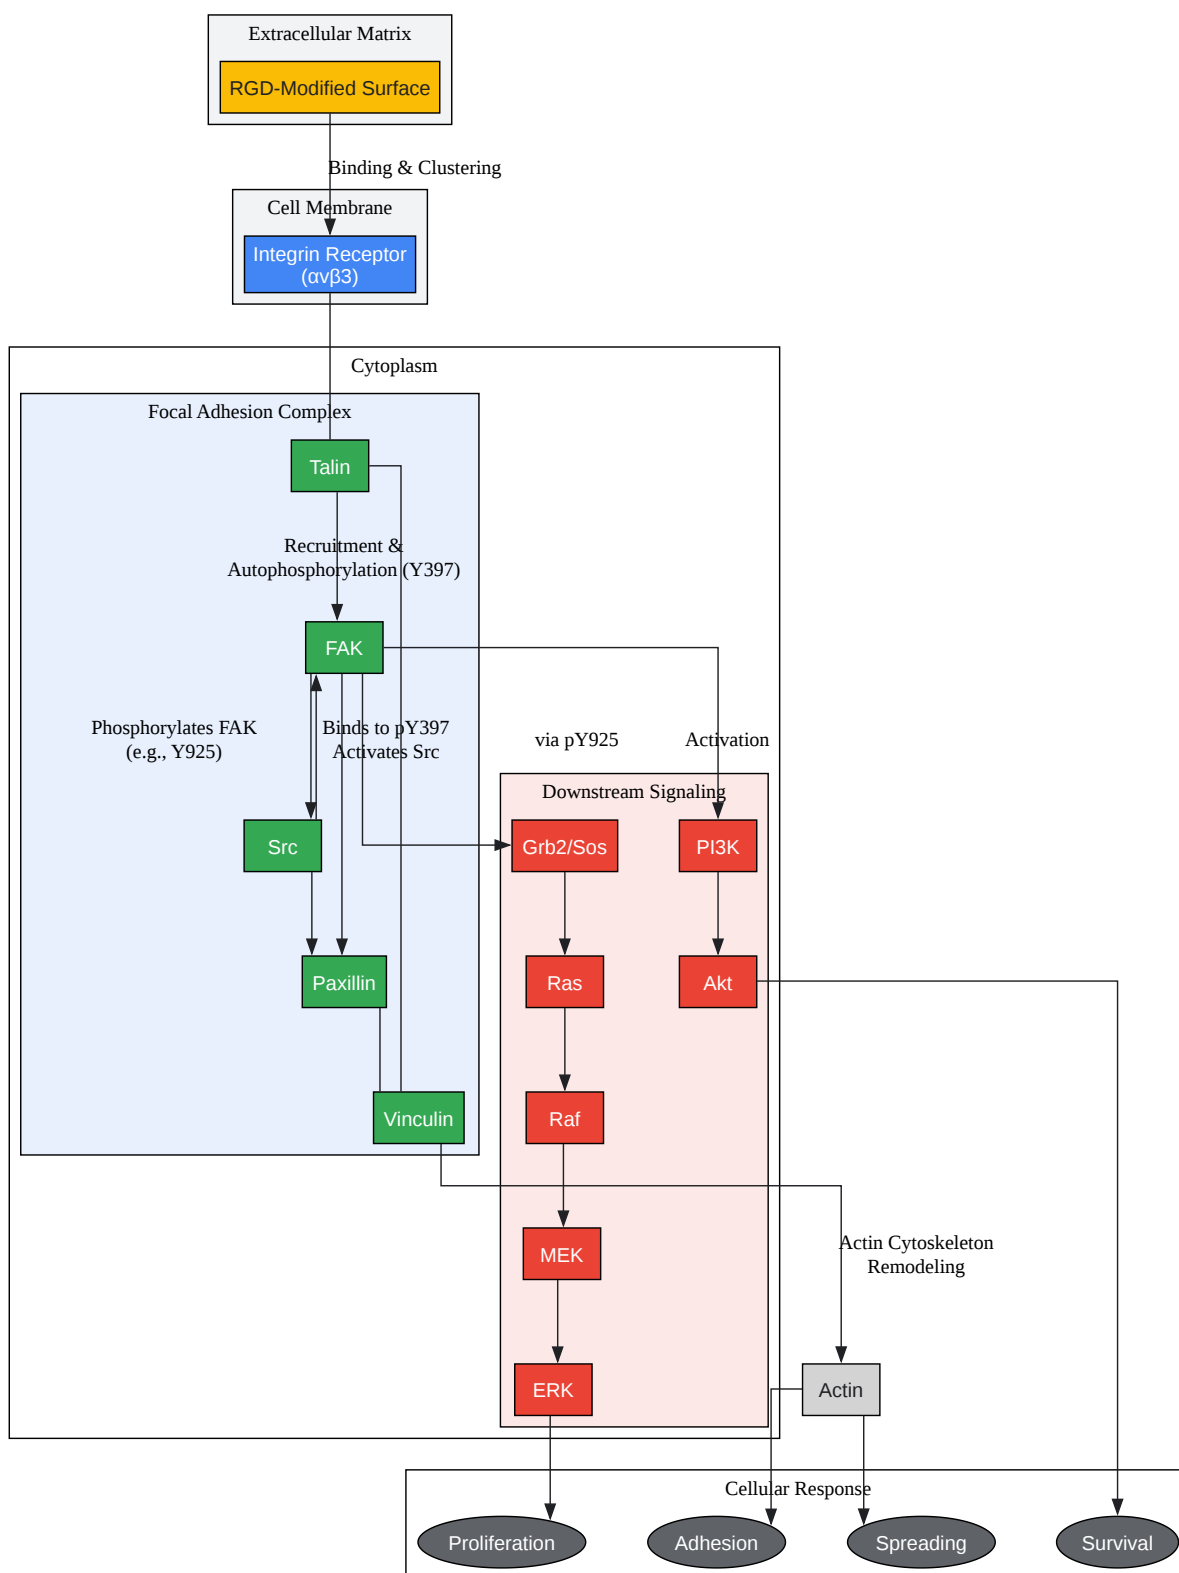 Extracellular Matrix
RGD-Modified Surface
Binding & Clustering
Cell Membrane
Integrin Receptor
(αvβ3)
Cytoplasm
Focal Adhesion Complex
Talin
Recruitment &
Autophosphorylation (Y397)
FAK
Phosphorylates FAK
(e.g., Y925)
Binds to pY397
Activates Src
via pY925
Activation
Downstream Signaling
Src
Grb2/Sos
PI3K
Paxillin
Ras
Akt
Vinculin
Raf
MEK
Actin Cytoskeleton
Remodeling
ERK
Actin
Cellular Response
Proliferation
Adhesion
Spreading
Survival